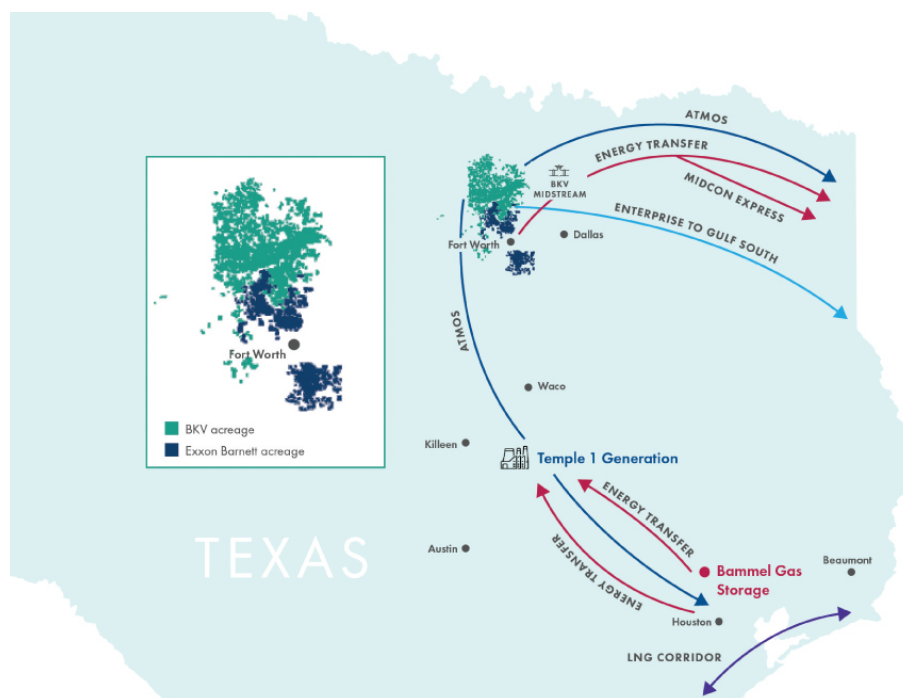 ATMOS
ENERGY TRANSFER
MIDCON EXPRESS
BKV
MIDSTREAM
ENTERPRISE TO GULF SOUTH
Fort Worth
Dallas
ATMOS
Fort Worth
BKV acreage
Exxon Barnett acreage
Waco
Killeen
Temple 1 Generation
ENERGY TRANSFER
ENERGY TRANSFER
TEXAS
Austin
Bammel Gas
Storage
Beaumont
Houston
LNG CORRIDOR